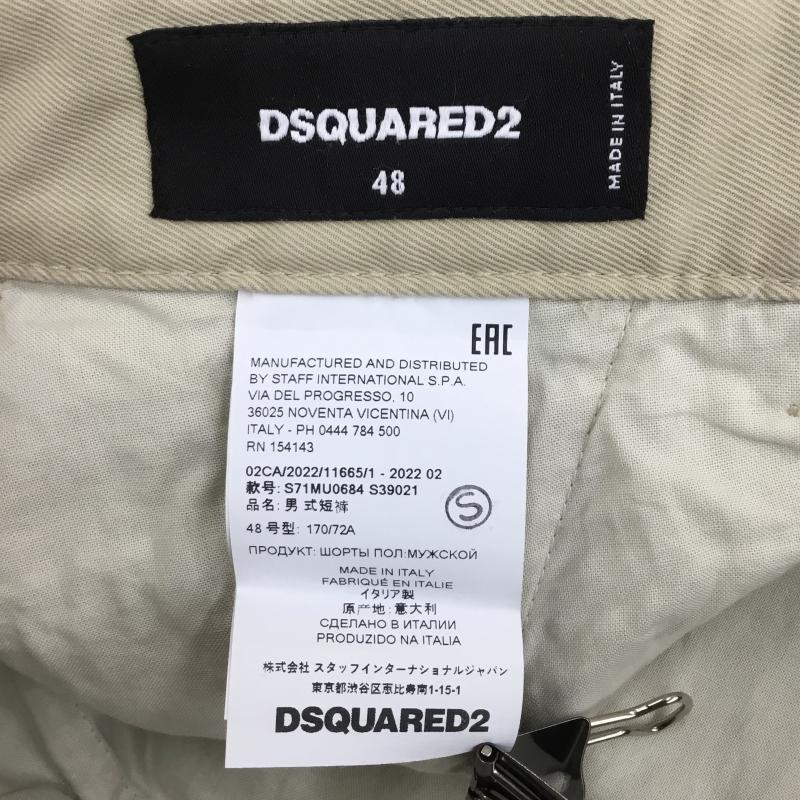 DSQUARED2
48
MADE IN ITALY
EAC
MANUFACTURED AND DISTRIBUTED
BY STAFF INTERNATIONAL S.P.A.
VIA DEL PROGRESSO, 10
36025 NOVENTA VICENTINA (VI)
ITALY - PH 0444 784 500
RN 154143
02CA/2022/11665/1 - 2022 02
款号: S71MU0684 S39021
品名: 男 式短裤
S
48 号型: 170/72A
ПРОДУКТ: ШОРТЫ ПОЛ:МУЖСКОЙ
MADE IN ITALY
FABRIQUÉ EN ITALIE
イタリア製
原产地: 意大利
СДЕЛАНО В ИТАЛИИ
PRODUZIDO NA ITALIA
株式会社 スタッフインターナショナルジャパン
東京都渋谷区恵比寿南1-15-1
DSQUARED2